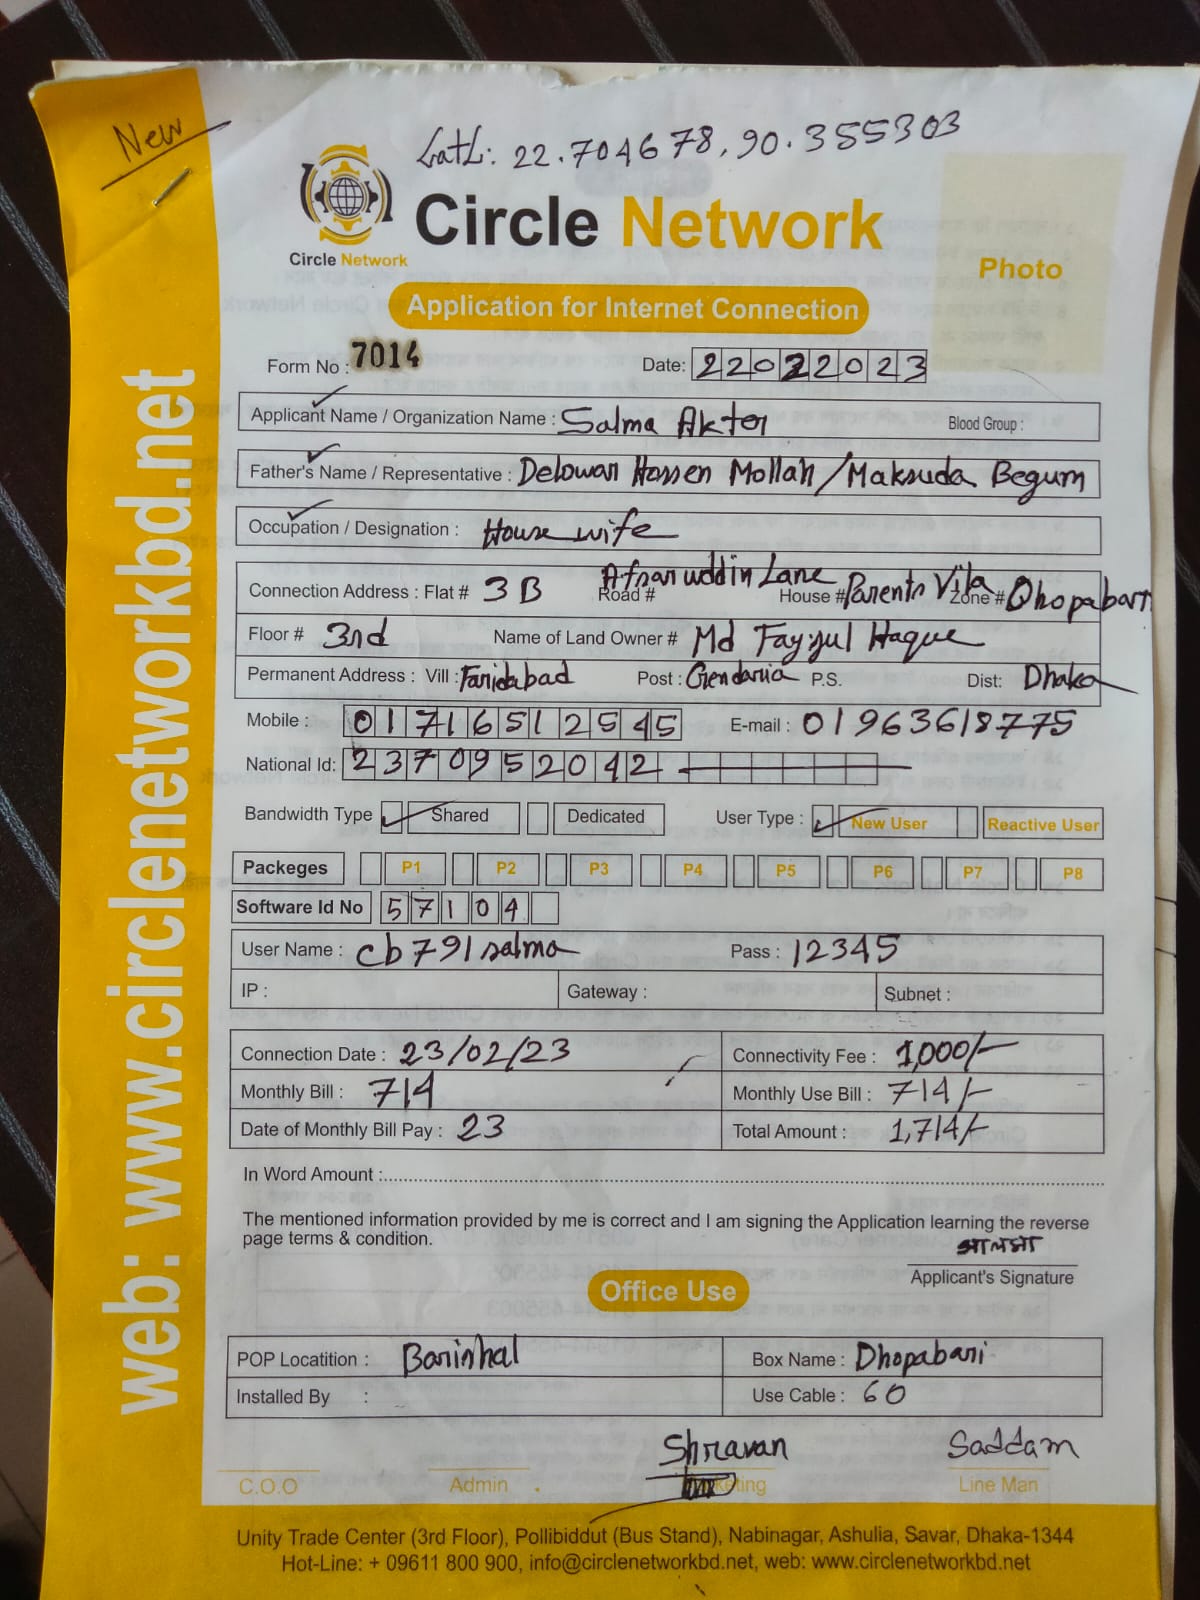 New
LatL: 22.704678, 90.355303
Circle Network
Circle Network
Photo
Application for Internet Connection
Form No : 7014 Date: 22022023
Applicant Name / Organization Name : Salma Akter Blood Group :
Father's Name / Representative : Delowar Hossen Mollah / Maksuda Begum
Occupation / Designation : House wife
Connection Address : Flat # 3B Road # Afsaruddin Lane House # Parents Vila Zone # Dhopabari
Floor # 3rd Name of Land Owner # Md Fayzul Haque
Permanent Address : Vill : Faridabad Post : Gendaria P.S. Dist: Dhaka
Mobile : 01716512545 E-mail : 01963618775
National Id: 2370952042
Bandwidth Type Shared Dedicated User Type : New User Reactive User
Packeges P1 P2 P3 P4 P5 P6 P7 P8
Software Id No 57104
User Name : cb791salma Pass : 12345
IP : Gateway : Subnet :
Connection Date : 23/02/23 Connectivity Fee : 1,000/-
Monthly Bill : 714 Monthly Use Bill : 714/-
Date of Monthly Bill Pay : 23 Total Amount : 1,714/-
In Word Amount :
The mentioned information provided by me is correct and I am signing the Application learning the reverse
page terms & condition.
সালমা
Applicant's Signature
Office Use
POP Locatition : Barishal Box Name : Dhopabari
Installed By : Use Cable : 60
Shravan Saddam
C.O.O Admin Marketing Line Man
Unity Trade Center (3rd Floor), Pollibiddut (Bus Stand), Nabinagar, Ashulia, Savar, Dhaka-1344
Hot-Line: + 09611 800 900, info@circlenetworkbd.net, web: www.circlenetworkbd.net
web: www.circlenetworkbd.net